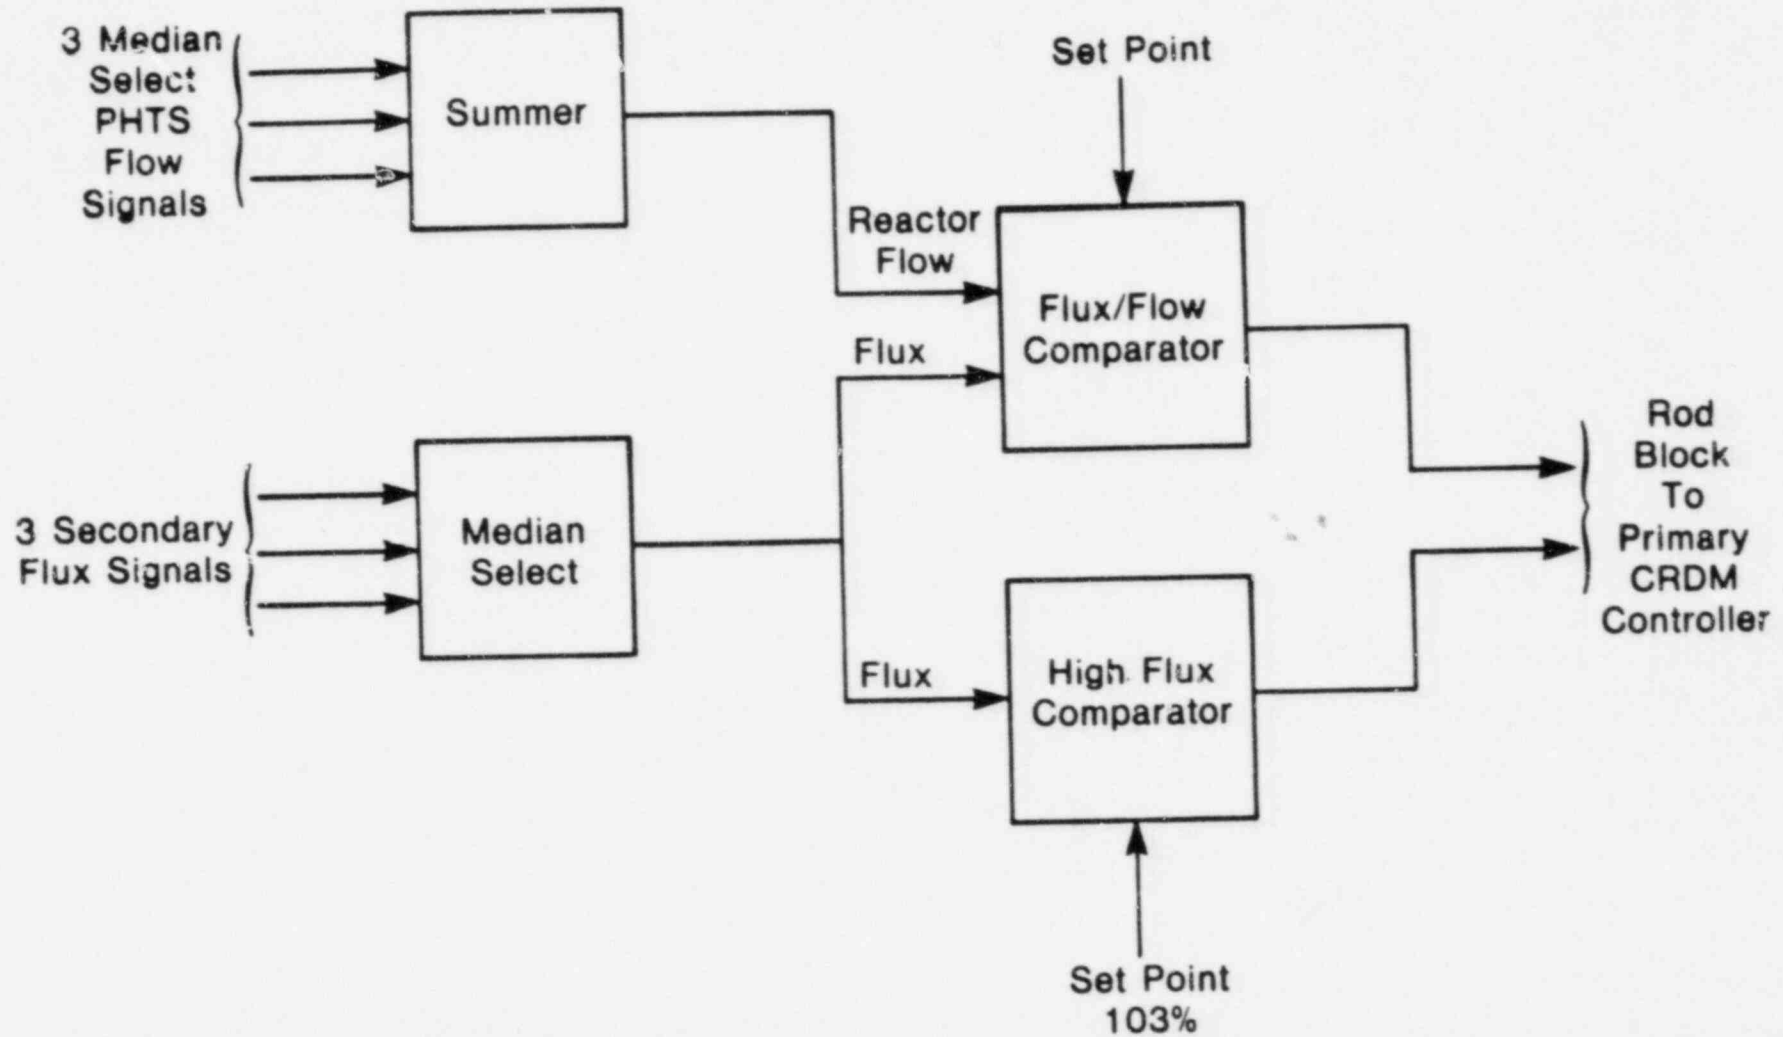 3 Median
Select
PHTS
Flow
Signals
Summer
Set Point
Reactor
Flow
Flux/Flow
Comparator
Flux
3 Secondary
Flux Signals
Median
Select
Rod
Block
To
Primary
CRDM
Controller
Flux
High Flux
Comparator
Set Point
103%